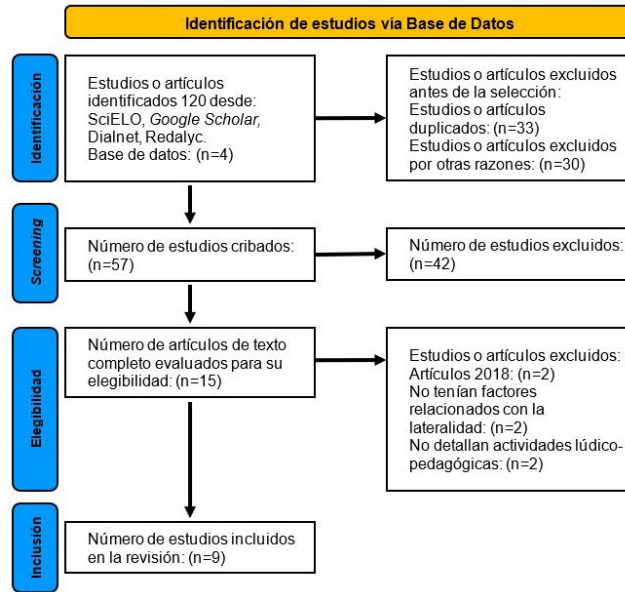 Identificación de estudios vía Base de Datos
Identificación
Estudios o artículos
identificados 120 desde:
SciELO, Google Scholar,
Dialnet, Redalyc.
Base de datos: (n=4)
Estudios o artículos excluidos
antes de la selección:
Estudios o artículos
duplicados: (n=33)
Estudios o artículos excluidos
por otras razones: (n=30)
Screening
Número de estudios cribados:
(n=57)
Número de estudios excluidos:
(n=42)
Elegibilidad
Número de artículos de texto
completo evaluados para su
elegibilidad: (n=15)
Estudios o artículos excluidos:
Artículos 2018: (n=2)
No tenían factores
relacionados con la
lateralidad: (n=2)
No detallan actividades lúdico-
pedagógicas: (n=2)
Inclusión
Número de estudios incluidos
en la revisión: (n=9)